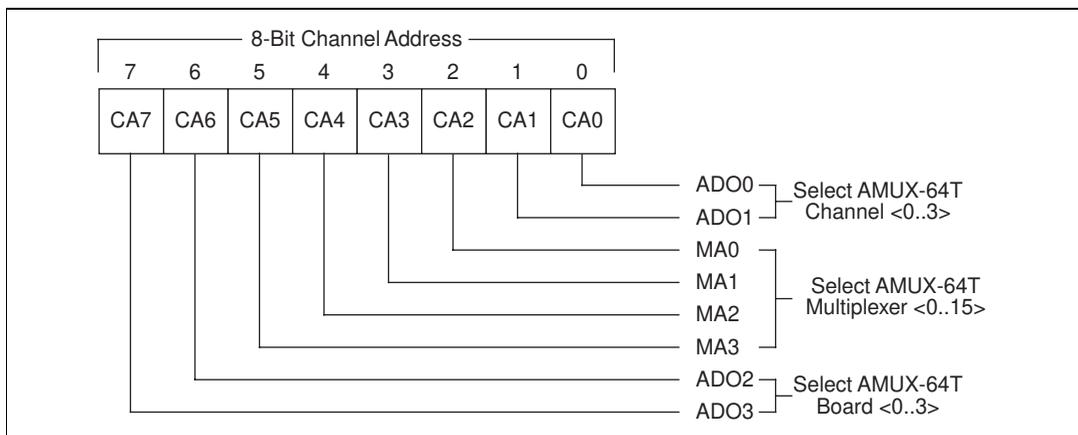 8-Bit Channel Address
7 6 5 4 3 2 1 0
CA7 CA6 CA5 CA4 CA3 CA2 CA1 CA0
ADO0
ADO1
Select AMUX-64T
Channel <0..3>
MA0
MA1
MA2
MA3
Select AMUX-64T
Multiplexer <0..15>
ADO2
ADO3
Select AMUX-64T
Board <0..3>